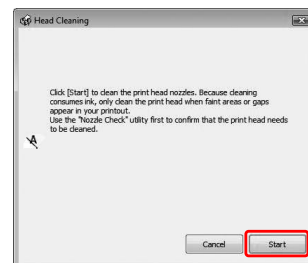 Head Cleaning
Click [Start] to clean the print head nozzles. Because cleaning
consumes ink, only clean the print head when faint areas or gaps
appear in your printout.
Use the "Nozzle Check" utility first to confirm that the print head needs
to be cleaned.
A
Cancel Start